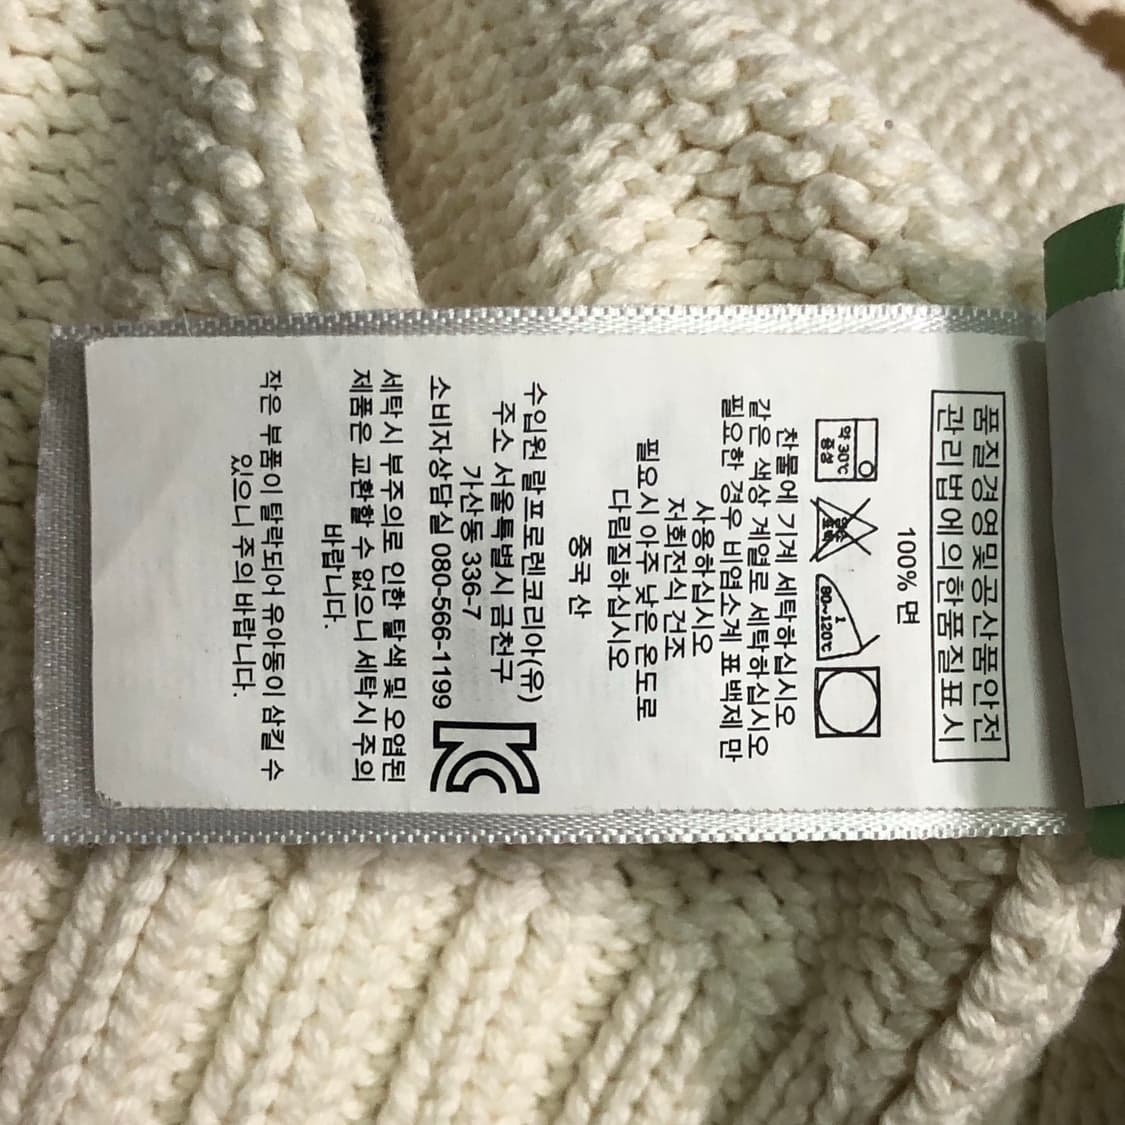 품질경영및공산품안전
관리법에의한품질표시
100% 면
약 30℃
중성
염소
표백
1
80~120℃
찬물에 기계 세탁하십시오
같은 색상 계열로 세탁하십시오
필요한 경우 비염소계 표백제 만
사용하십시오
저회전식 건조
필요시 아주 낮은 온도로
다림질하십시오
중국 산
수입원 랄프로렌코리아(유)
주소 서울특별시 금천구
가산동 336-7
소비자상담실 080-566-1199
세탁시 부주의로 인한 탈색 및 오염된
제품은 교환할 수 없으니 세탁시 주의
바랍니다.
작은 부품이 탈락되어 유아동이 삼킬 수
있으니 주의 바랍니다.